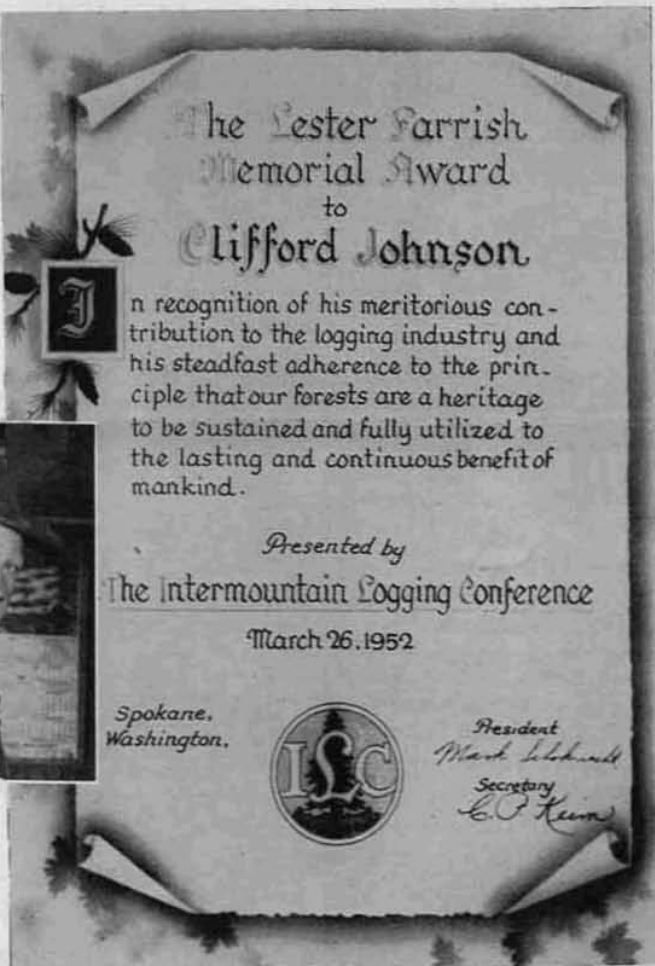 The Lester Parrish
Memorial Award
to
Clifford Johnson
In recognition of his meritorious con-
tribution to the logging industry and
his steadfast adherence to the prin-
ciple that our forests are a heritage
to be sustained and fully utilized to
the lasting and continuous benefit of
mankind.
Presented by
The Intermountain Logging Conference
March 26, 1952
Spokane,
Washington.
ILC
President
Mark
Secretary
C. P. Keim